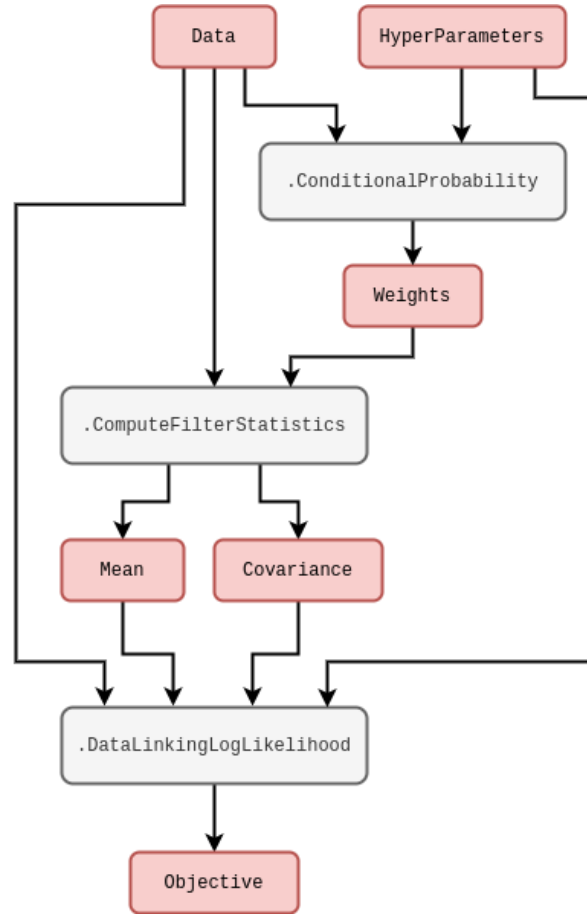 Data
HyperParameters
.ConditionalProbability
Weights
.ComputeFilterStatistics
Mean
Covariance
.DataLinkingLogLikelihood
Objective